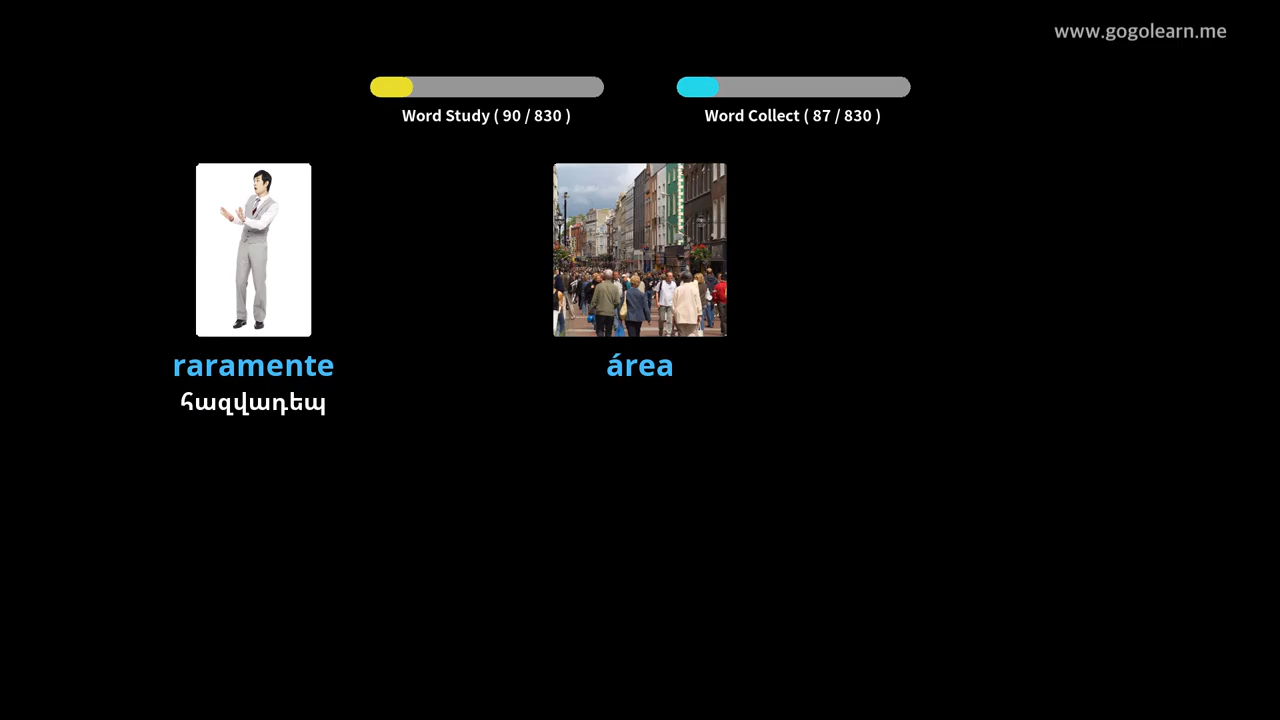 www.gogolearn.me
Word Study ( 90 / 830 )
Word Collect ( 87 / 830 )
raramente
հազվադեպ
área